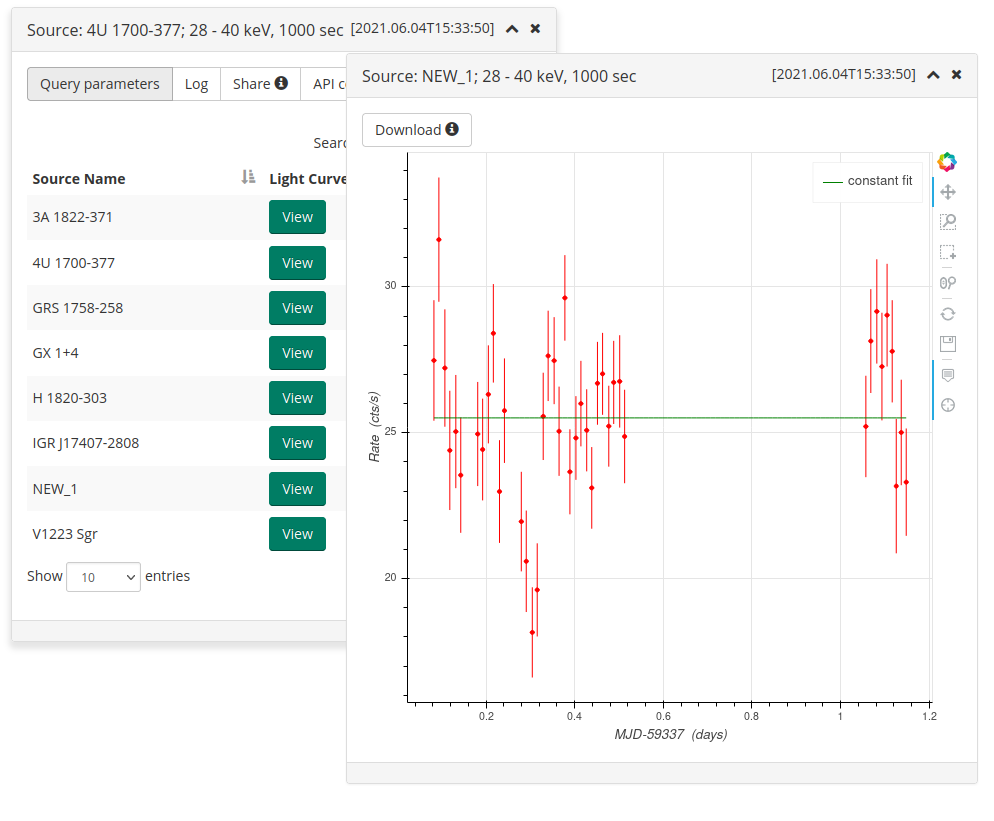 Source: 4U 1700-377; 28 - 40 keV, 1000 sec [2021.06.04T15:33:50]
Query parameters
Log
Share
API c
Searc
Source Name
Light Curve
3A 1822-371 View
4U 1700-377 View
GRS 1758-258 View
GX 1+4 View
H 1820-303 View
IGR J17407-2808 View
NEW_1 View
V1223 Sgr View
Show 10 entries
Source: NEW_1; 28 - 40 keV, 1000 sec [2021.06.04T15:33:50]
Download
constant fit
30
25
20
Rate (cts/s)
0.2 0.4 0.6 0.8 1 1.2
MJD-59337 (days)